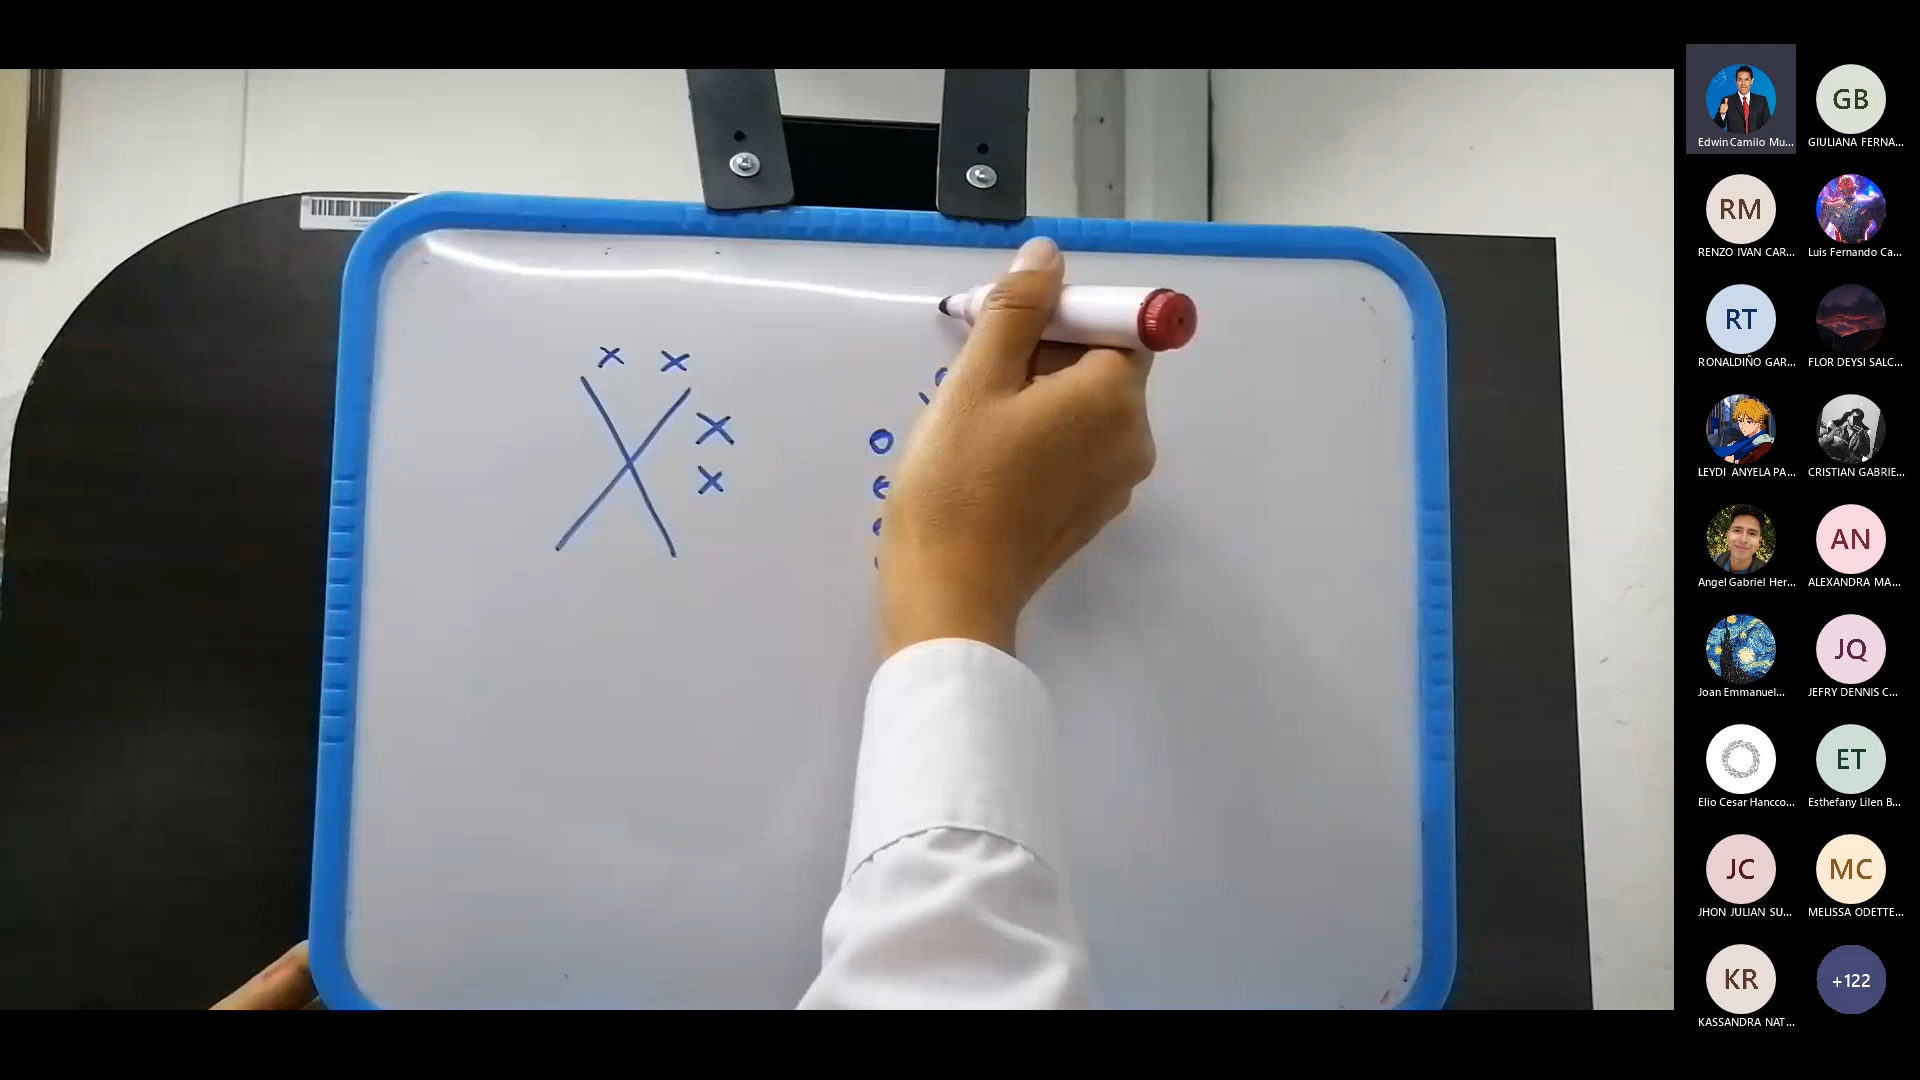 Edwin Camilo Mu...
GB
GIULIANA FERNA...
RM
RENZO IVAN CAR...
Luis Fernando Ca...
RT
RONALDIÑO GAR...
FLOR DEYSI SALC...
LEYDI ANYELA PA...
CRISTIAN GABRIE...
Angel Gabriel Her...
AN
ALEXANDRA MA...
Joan Emmanuel...
JQ
JEFRY DENNIS C...
Elio Cesar Hancco...
ET
Esthefany Lilen B...
JC
JHON JULIAN SU...
MC
MELISSA ODETTE...
KR
KASSANDRA NAT...
+122
x x
X
x
x